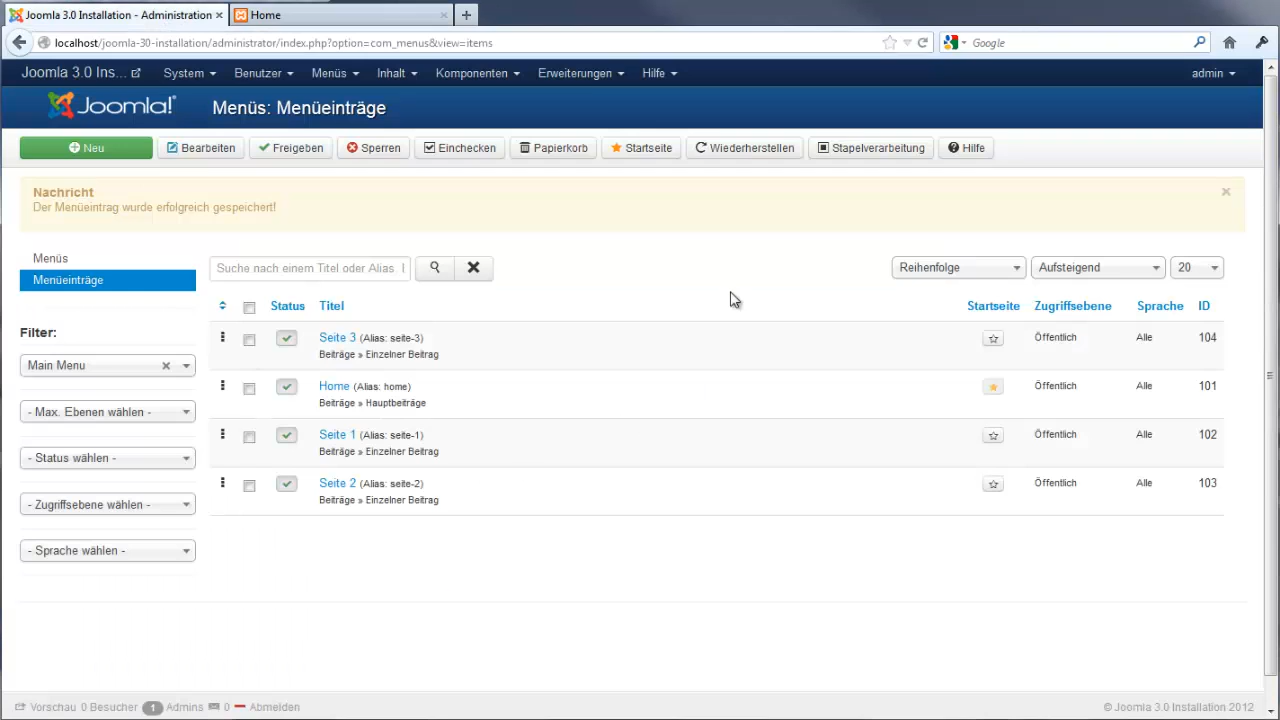 Joomla 3.0 Installation - Administration ×
Home ×
localhost/joomla-30-installation/administrator/index.php?option=com_menus&view=items
Google
Joomla 3.0 Ins... System Benutzer Menüs Inhalt Komponenten Erweiterungen Hilfe admin
Joomla! Menüs: Menüeinträge
Neu Bearbeiten Freigeben Sperren Einchecken Papierkorb Startseite Wiederherstellen Stapelverarbeitung Hilfe
Nachricht ×
Der Menüeintrag wurde erfolgreich gespeichert!
Menüs
Menüeinträge
Filter:
Main Menu
- Max. Ebenen wählen -
- Status wählen -
- Zugriffsebene wählen -
- Sprache wählen -
Suche nach einem Titel oder Alias
Reihenfolge Aufsteigend 20
Status Titel Startseite Zugriffsebene Sprache ID
Seite 3 (Alias: seite-3) Öffentlich Alle 104
Beiträge » Einzelner Beitrag
Home (Alias: home) Öffentlich Alle 101
Beiträge » Hauptbeiträge
Seite 1 (Alias: seite-1) Öffentlich Alle 102
Beiträge » Einzelner Beitrag
Seite 2 (Alias: seite-2) Öffentlich Alle 103
Beiträge » Einzelner Beitrag
Vorschau 0 Besucher 1 Admins 0 Abmelden © Joomla 3.0 Installation 2012